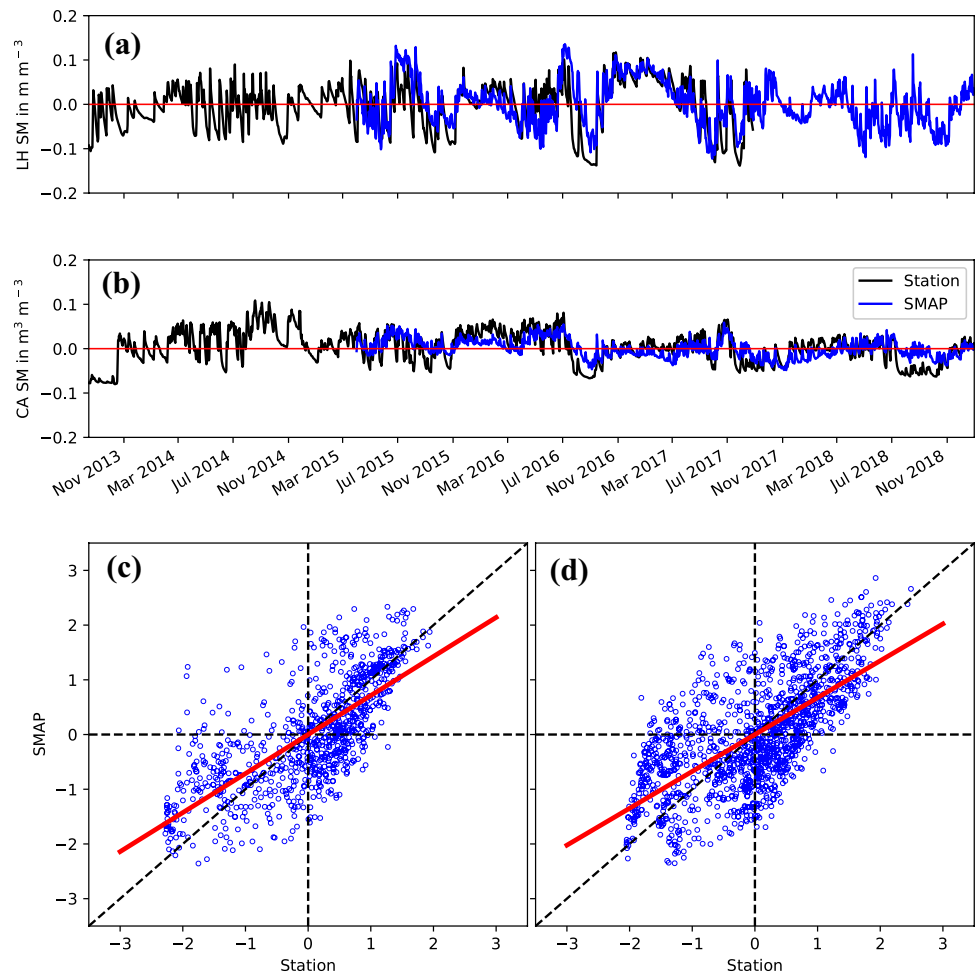 (a)
LH SM in m m⁻³
0.2
0.1
0.0
−0.1
−0.2
(b)
CA SM in m³ m⁻³
0.2
0.1
0.0
−0.1
−0.2
Station
SMAP
Nov 2013
Mar 2014
Jul 2014
Nov 2014
Mar 2015
Jul 2015
Nov 2015
Mar 2016
Jul 2016
Nov 2016
Mar 2017
Jul 2017
Nov 2017
Mar 2018
Jul 2018
Nov 2018
(c)
SMAP
3
2
1
0
−1
−2
−3
−3 −2 −1 0 1 2 3
Station
(d)
−3 −2 −1 0 1 2 3
Station